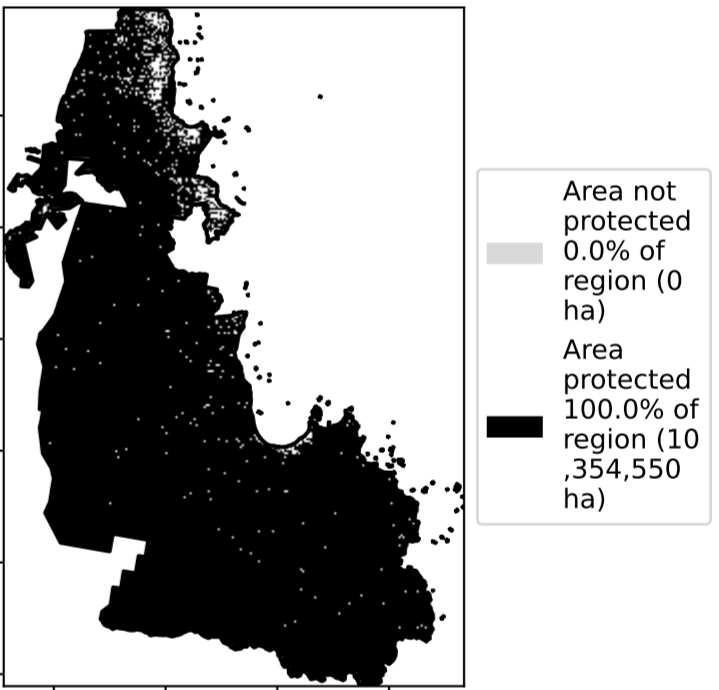 Area not
protected
0.0% of
region (0
ha)
Area
protected
100.0% of
region (10
,354,550
ha)